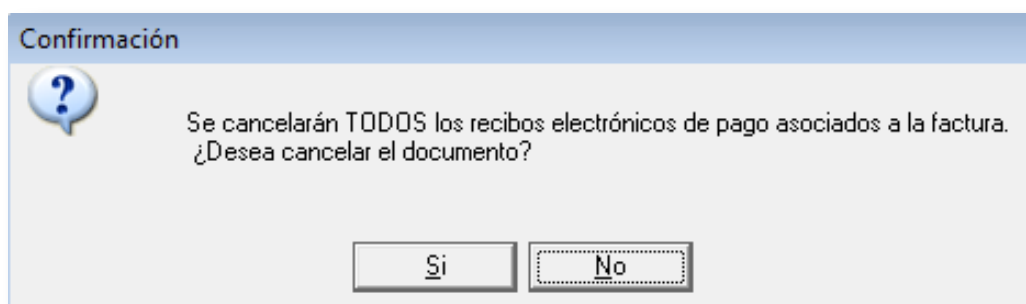 Confirmación
?
Se cancelarán TODOS los recibos electrónicos de pago asociados a la factura.
¿Desea cancelar el documento?
Si No